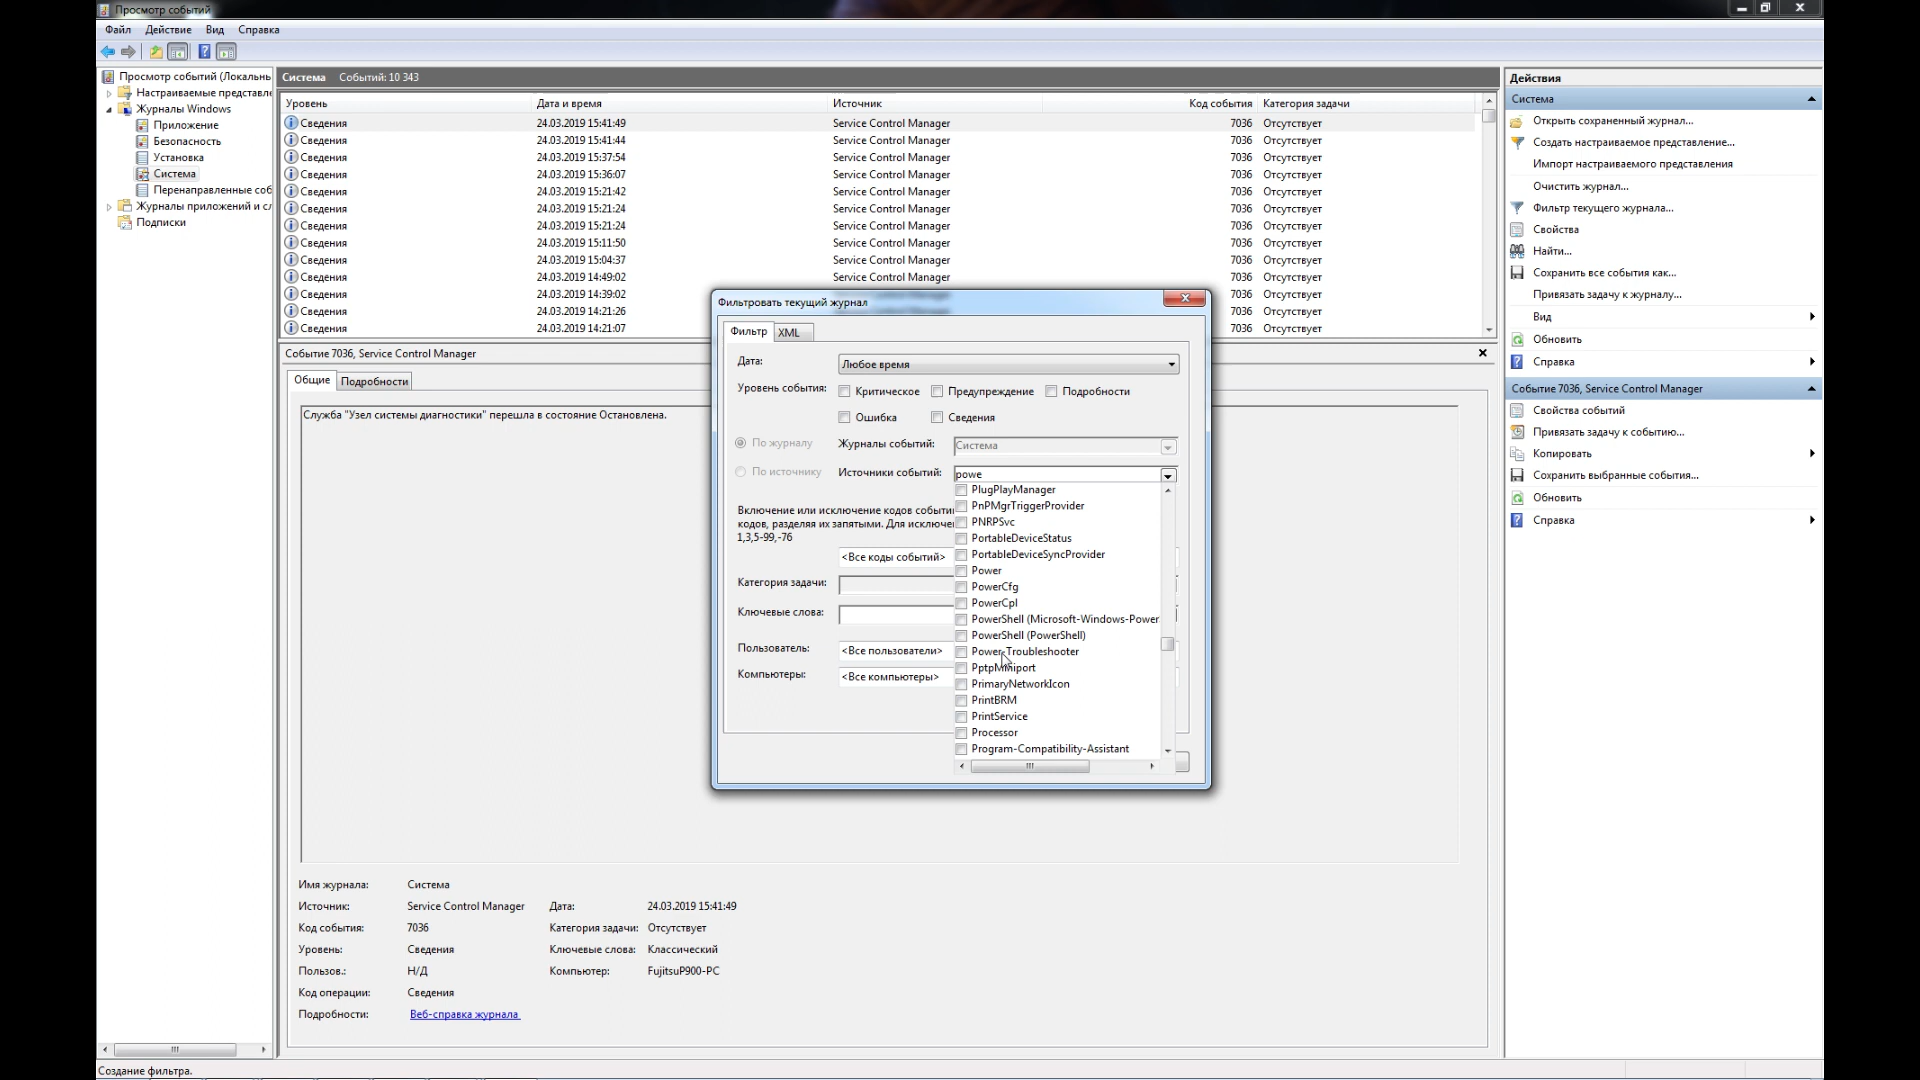 Просмотр событий
Файл Действие Вид Справка
Просмотр событий (Локальнь
Настраиваемые представле
Журналы Windows
Приложение
Безопасность
Установка
Система
Перенаправленные соб
Журналы приложений и сл
Подписки
Система Событий: 10 343
Уровень Дата и время Источник Код события Категория задачи
Сведения 24.03.2019 15:41:49 Service Control Manager 7036 Отсутствует
Сведения 24.03.2019 15:41:44 Service Control Manager 7036 Отсутствует
Сведения 24.03.2019 15:37:54 Service Control Manager 7036 Отсутствует
Сведения 24.03.2019 15:36:07 Service Control Manager 7036 Отсутствует
Сведения 24.03.2019 15:21:42 Service Control Manager 7036 Отсутствует
Сведения 24.03.2019 15:21:24 Service Control Manager 7036 Отсутствует
Сведения 24.03.2019 15:21:24 Service Control Manager 7036 Отсутствует
Сведения 24.03.2019 15:11:50 Service Control Manager 7036 Отсутствует
Сведения 24.03.2019 15:04:37 Service Control Manager 7036 Отсутствует
Сведения 24.03.2019 14:49:02 Service Control Manager 7036 Отсутствует
Сведения 24.03.2019 14:39:02 7036 Отсутствует
Сведения 24.03.2019 14:21:26 7036 Отсутствует
Сведения 24.03.2019 14:21:07 7036 Отсутствует
Событие 7036, Service Control Manager
Общие Подробности
Служба "Узел системы диагностики" перешла в состояние Остановлена.
Имя журнала: Система
Источник: Service Control Manager Дата: 24.03.2019 15:41:49
Код события: 7036 Категория задачи: Отсутствует
Уровень: Сведения Ключевые слова: Классический
Пользов.: Н/Д Компьютер: FujitsuP900-PC
Код операции: Сведения
Подробности: Веб-справка журнала
Фильтровать текущий журнал
Фильтр XML
Дата: Любое время
Уровень события: Критическое Предупреждение Подробности
Ошибка Сведения
По журналу Журналы событий: Система
По источнику Источники событий: powe
PlugPlayManager
PnPMgrTriggerProvider
PNRPSvc
PortableDeviceStatus
PortableDeviceSyncProvider
Power
PowerCfg
PowerCpl
PowerShell (Microsoft-Windows-Power
PowerShell (PowerShell)
Power-Troubleshooter
PptpMiniport
PrimaryNetworkIcon
PrintBRM
PrintService
Processor
Program-Compatibility-Assistant
Включение или исключение кодов событи
кодов, разделяя их запятыми. Для исключе
1,3,5-99,-76
<Все коды событий>
Категория задачи:
Ключевые слова:
Пользователь: <Все пользователи>
Компьютеры: <Все компьютеры>
Действия
Система
Открыть сохраненный журнал...
Создать настраиваемое представление...
Импорт настраиваемого представления
Очистить журнал...
Фильтр текущего журнала...
Свойства
Найти...
Сохранить все события как...
Привязать задачу к журналу...
Вид
Обновить
Справка
Событие 7036, Service Control Manager
Свойства событий
Привязать задачу к событию...
Копировать
Сохранить выбранные события...
Обновить
Справка
Создание фильтра.